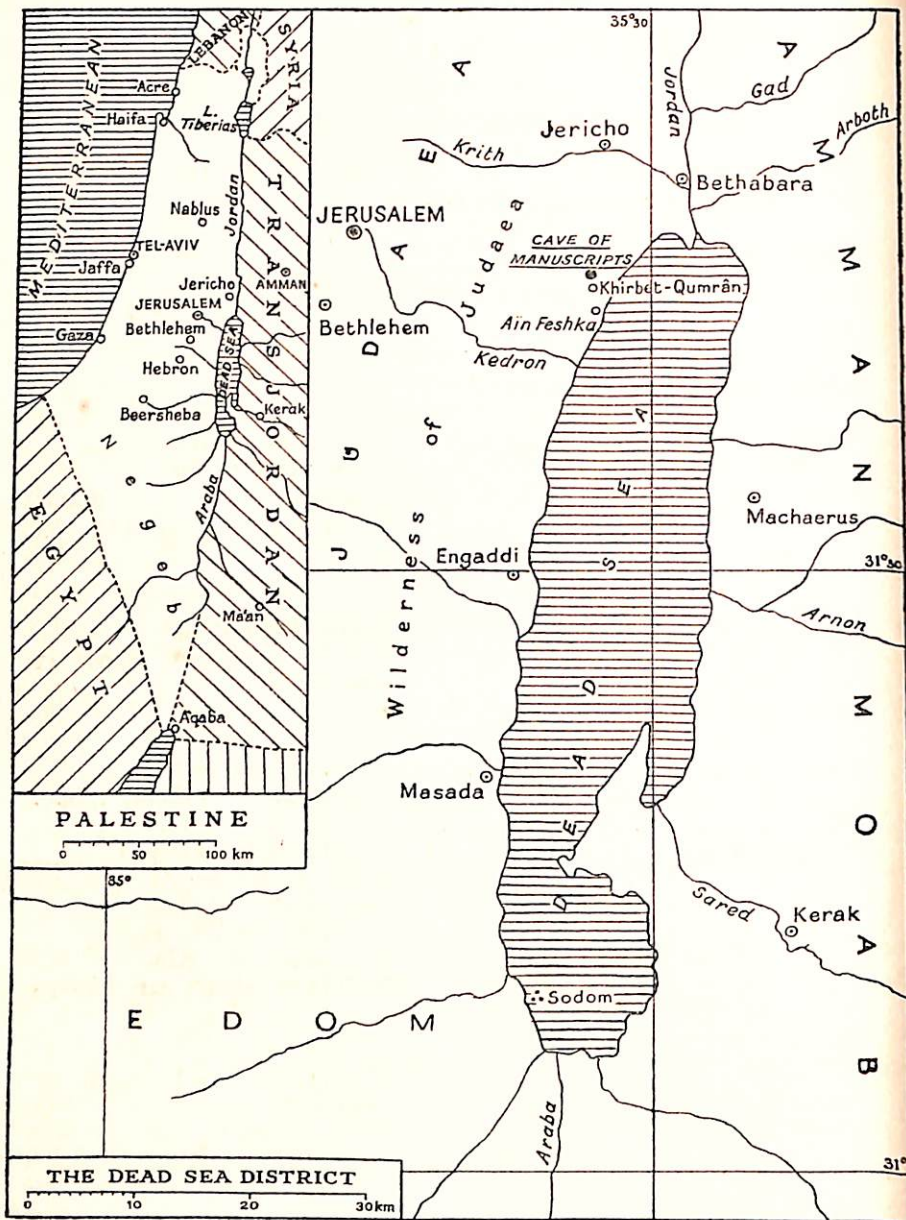 MEDITERRANEAN
LEBANON
SYRIA
Acre
L.
Tiberias
Haifa
Jordan
TRANSJORDAN
Nablus
TEL-AVIV
Jaffa
Jericho
AMMAN
JERUSALEM
Bethlehem
Gaza
DEAD SEA
Hebron
Beersheba
Kerak
Negeb
Araba
EGYPT
Ma'an
Aqaba
PALESTINE
0 50 100 km
35°30
Jordan
Gad
Arboth
Jericho
Krith
Bethabara
AMMAN
JERUSALEM
JUDAEA
Wilderness of Judaea
CAVE OF
MANUSCRIPTS
Khirbet-Qumrân
Aïn Feshka
Bethlehem
Kedron
DEAD SEA
Machaerus
Engaddi
31°30
Arnon
MOAB
Masada
35°
Sared
Kerak
Sodom
EDOM
Araba
31°
THE DEAD SEA DISTRICT
0 10 20 30km